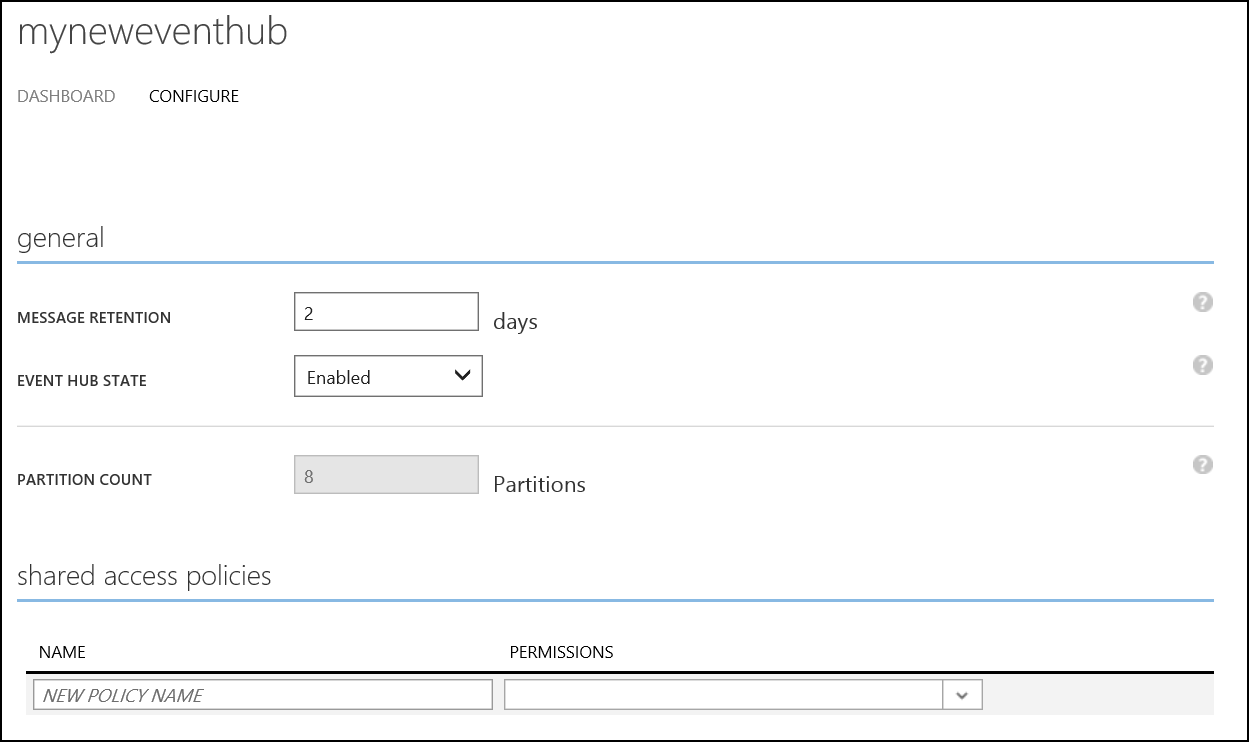 myneweventhub
DASHBOARD CONFIGURE
general
MESSAGE RETENTION 2 days ?
EVENT HUB STATE Enabled ?
PARTITION COUNT 8 Partitions ?
shared access policies
NAME PERMISSIONS
NEW POLICY NAME